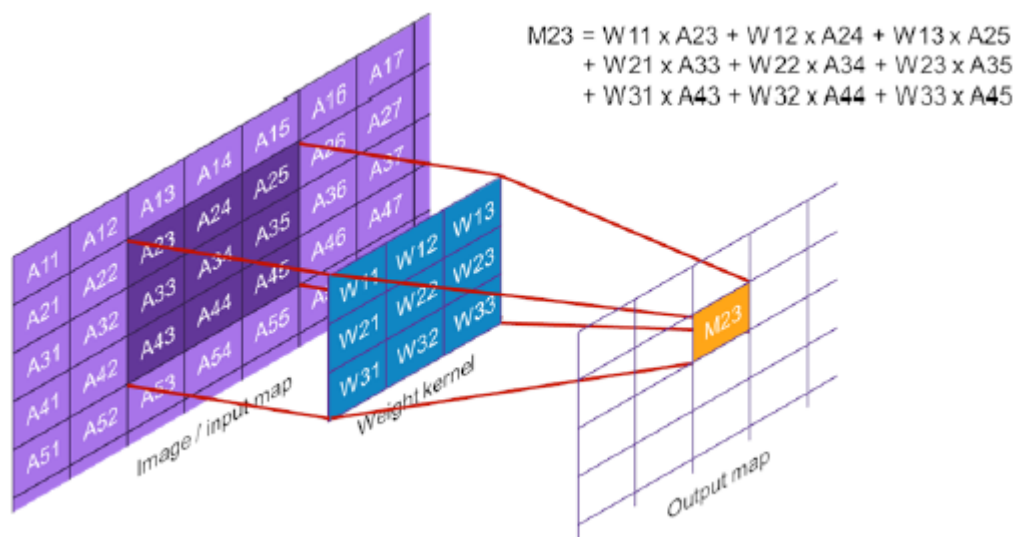 M23 = W11 x A23 + W12 x A24 + W13 x A25
+ W21 x A33 + W22 x A34 + W23 x A35
+ W31 x A43 + W32 x A44 + W33 x A45
A11 A12 A13 A14 A15 A16 A17
A21 A22 A23 A24 A25 A26 A27
A31 A32 A33 A34 A35 A36 A37
A41 A42 A43 A44 A45 A46 A47
A51 A52 A53 A54 A55
Image / input map
W11 W12 W13
W21 W22 W23
W31 W32 W33
Weight kernel
M23
Output map